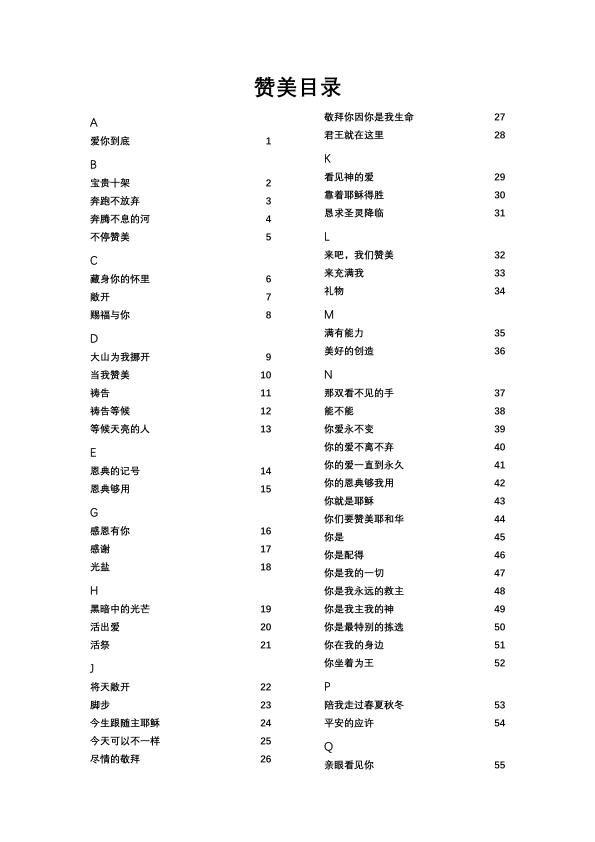 赞美目录
A
爱你到底 1
B
宝贵十架 2
奔跑不放弃 3
奔腾不息的河 4
不停赞美 5
C
藏身你的怀里 6
敞开 7
赐福与你 8
D
大山为我挪开 9
当我赞美 10
祷告 11
祷告等候 12
等候天亮的人 13
E
恩典的记号 14
恩典够用 15
G
感恩有你 16
感谢 17
光盐 18
H
黑暗中的光芒 19
活出爱 20
活祭 21
J
将天敞开 22
脚步 23
今生跟随主耶稣 24
今天可以不一样 25
尽情的敬拜 26
敬拜你因你是我生命 27
君王就在这里 28
K
看见神的爱 29
靠着耶稣得胜 30
恳求圣灵降临 31
L
来吧，我们赞美 32
来充满我 33
礼物 34
M
满有能力 35
美好的创造 36
N
那双看不见的手 37
能不能 38
你爱永不变 39
你的爱不离不弃 40
你的爱一直到永久 41
你的恩典够我用 42
你就是耶稣 43
你们要赞美耶和华 44
你是 45
你是配得 46
你是我的一切 47
你是我永远的救主 48
你是我主我的神 49
你是最特别的拣选 50
你在我的身边 51
你坐着为王 52
P
陪我走过春夏秋冬 53
平安的应许 54
Q
亲眼看见你 55